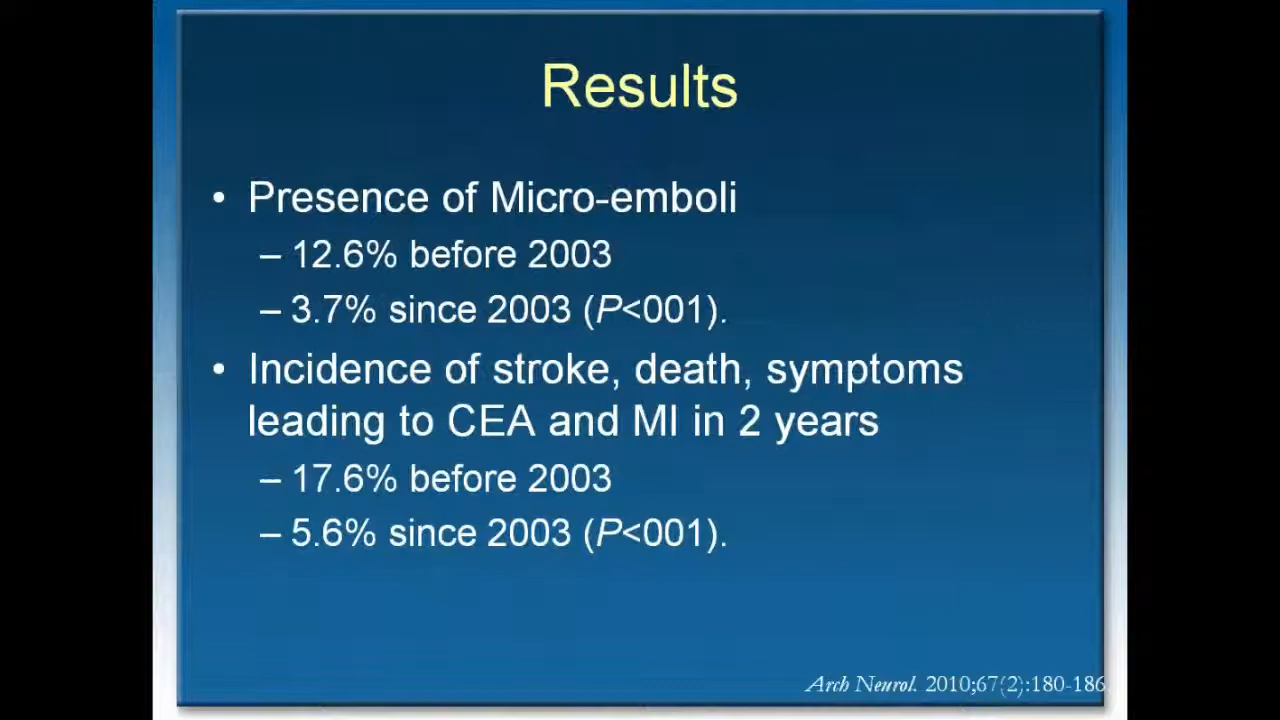 Results
• Presence of Micro-emboli
– 12.6% before 2003
– 3.7% since 2003 (P<001).
• Incidence of stroke, death, symptoms
leading to CEA and MI in 2 years
– 17.6% before 2003
– 5.6% since 2003 (P<001).
Arch Neurol. 2010;67(2):180-186.